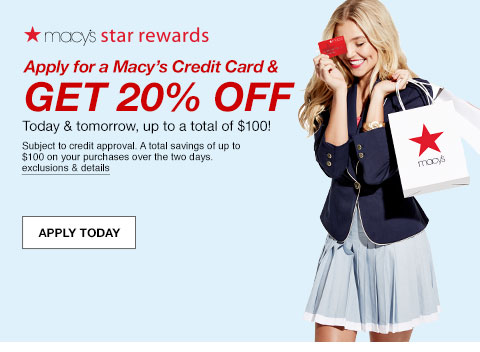 macy's star rewards
Apply for a Macy's Credit Card &
GET 20% OFF
Today & tomorrow, up to a total of $100!
Subject to credit approval. A total savings of up to
$100 on your purchases over the two days.
exclusions & details
APPLY TODAY
macy's